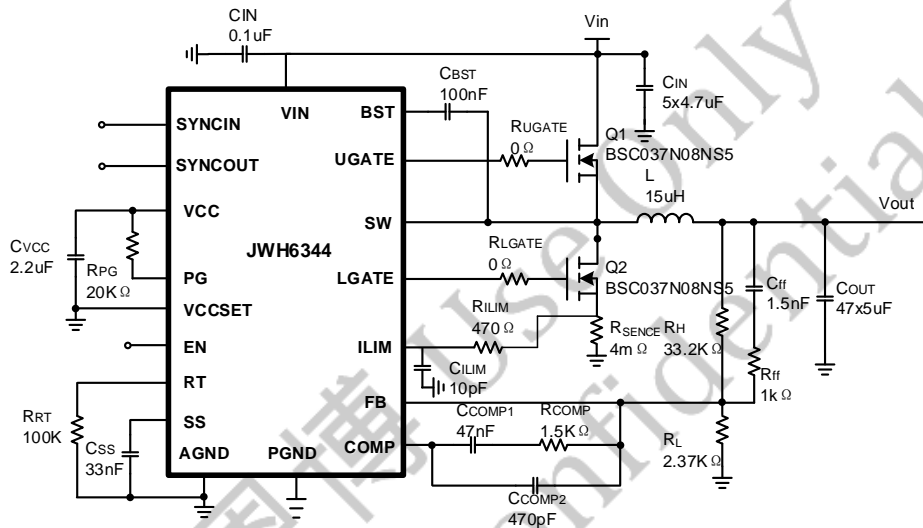 CIN
0.1uF
Vin
CBST
100nF
CIN
5x4.7uF
VIN
BST
SYNCIN
RUGATE
0Ω
Q1
BSC037N08NS5
SYNCOUT
UGATE
L
15uH
VCC
Vout
SW
CVCC
2.2uF
JWH6344
RLGATE
0Ω
RPG
20KΩ
PG
LGATE
Q2
BSC037N08NS5
Cff
1.5nF
COUT
47x5uF
VCCSET
RILIM
470Ω
RSENCE
4mΩ
RH
33.2KΩ
EN
ILIM
CILIM
10pF
Rff
1kΩ
RT
FB
RRT
100K
SS
CCOMP1
47nF
RCOMP
1.5KΩ
CSS
33nF
AGND
PGND
COMP
RL
2.37KΩ
CCOMP2
470pF
Use Only
Confidential